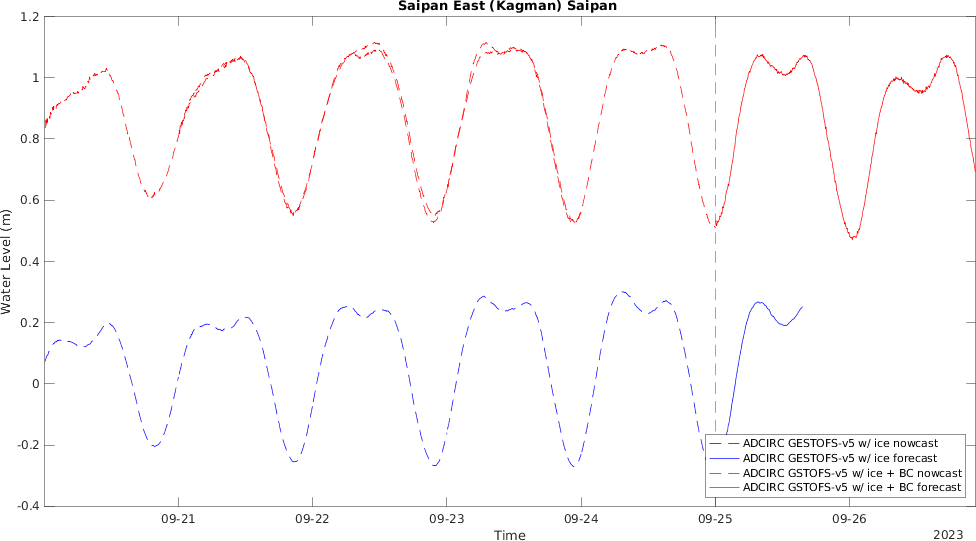 Saipan East (Kagman) Saipan
1.2
1
0.8
0.6
0.4
0.2
0
-0.2
-0.4
Water Level (m)
ADCIRC GESTOFS-v5 w/ ice nowcast
ADCIRC GESTOFS-v5 w/ ice forecast
ADCIRC GSTOFS-v5 w/ ice + BC nowcast
ADCIRC GSTOFS-v5 w/ ice + BC forecast
09-21 09-22 09-23 09-24 09-25 09-26
Time
2023